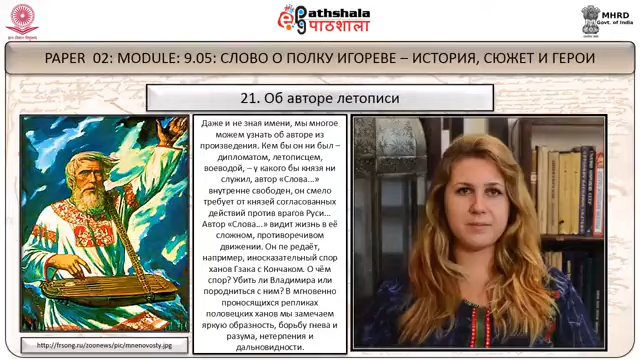 Pathshala
पाठशाला
MHRD
Govt. of India
PAPER 02: MODULE: 9.05: СЛОВО О ПОЛКУ ИГОРЕВЕ – ИСТОРИЯ, СЮЖЕТ И ГЕРОИ
21. Об авторе летописи
Даже и не зная имени, мы многое
можем узнать об авторе из
произведения. Кем бы он ни был –
дипломатом, летописцем,
воеводой, – у какого бы князя ни
служил, автор «Слова...»
внутренне свободен, он смело
требует от князей согласованных
действий против врагов Руси...
Автор «Слова...» видит жизнь в её
сложном, противоречивом
движении. Он пе редаёт,
например, иносказательный спор
ханов Гзака с Кончаком. О чём
спор? Убить ли Владимира или
породниться с ним? В мгновенно
проносящихся репликах
половецких ханов мы замечаем
яркую образность, борьбу гнева и
разума, нетерпения и
дальновидности.
http://frsong.ru/zoonews/pic/mnenovosty.jpg